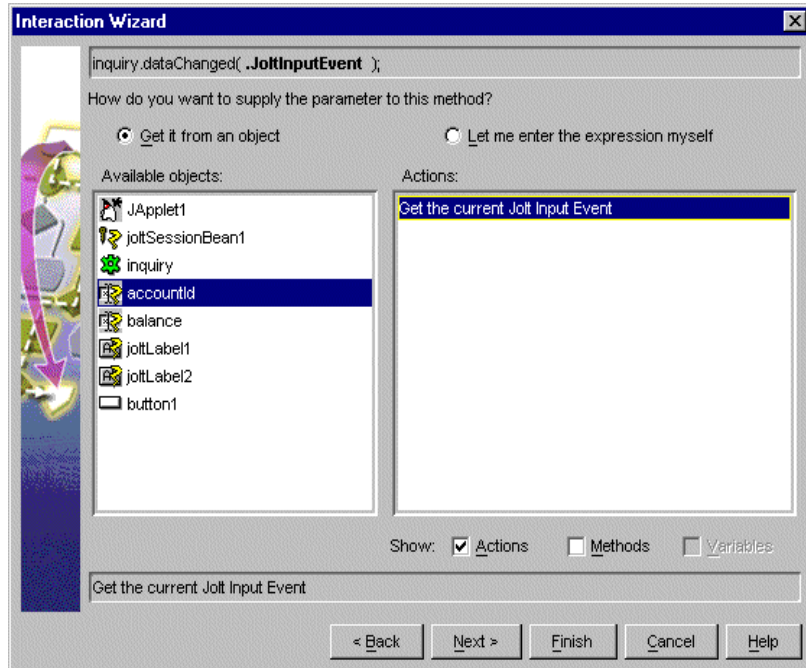 Interaction Wizard
inquiry.dataChanged( .JoltInputEvent );
How do you want to supply the parameter to this method?
Get it from an object
Let me enter the expression myself
Available objects:
Actions:
JApplet1
joltSessionBean1
inquiry
accountId
balance
joltLabel1
joltLabel2
button1
Get the current Jolt Input Event
Show: Actions Methods Variables
Get the current Jolt Input Event
< Back Next > Finish Cancel Help